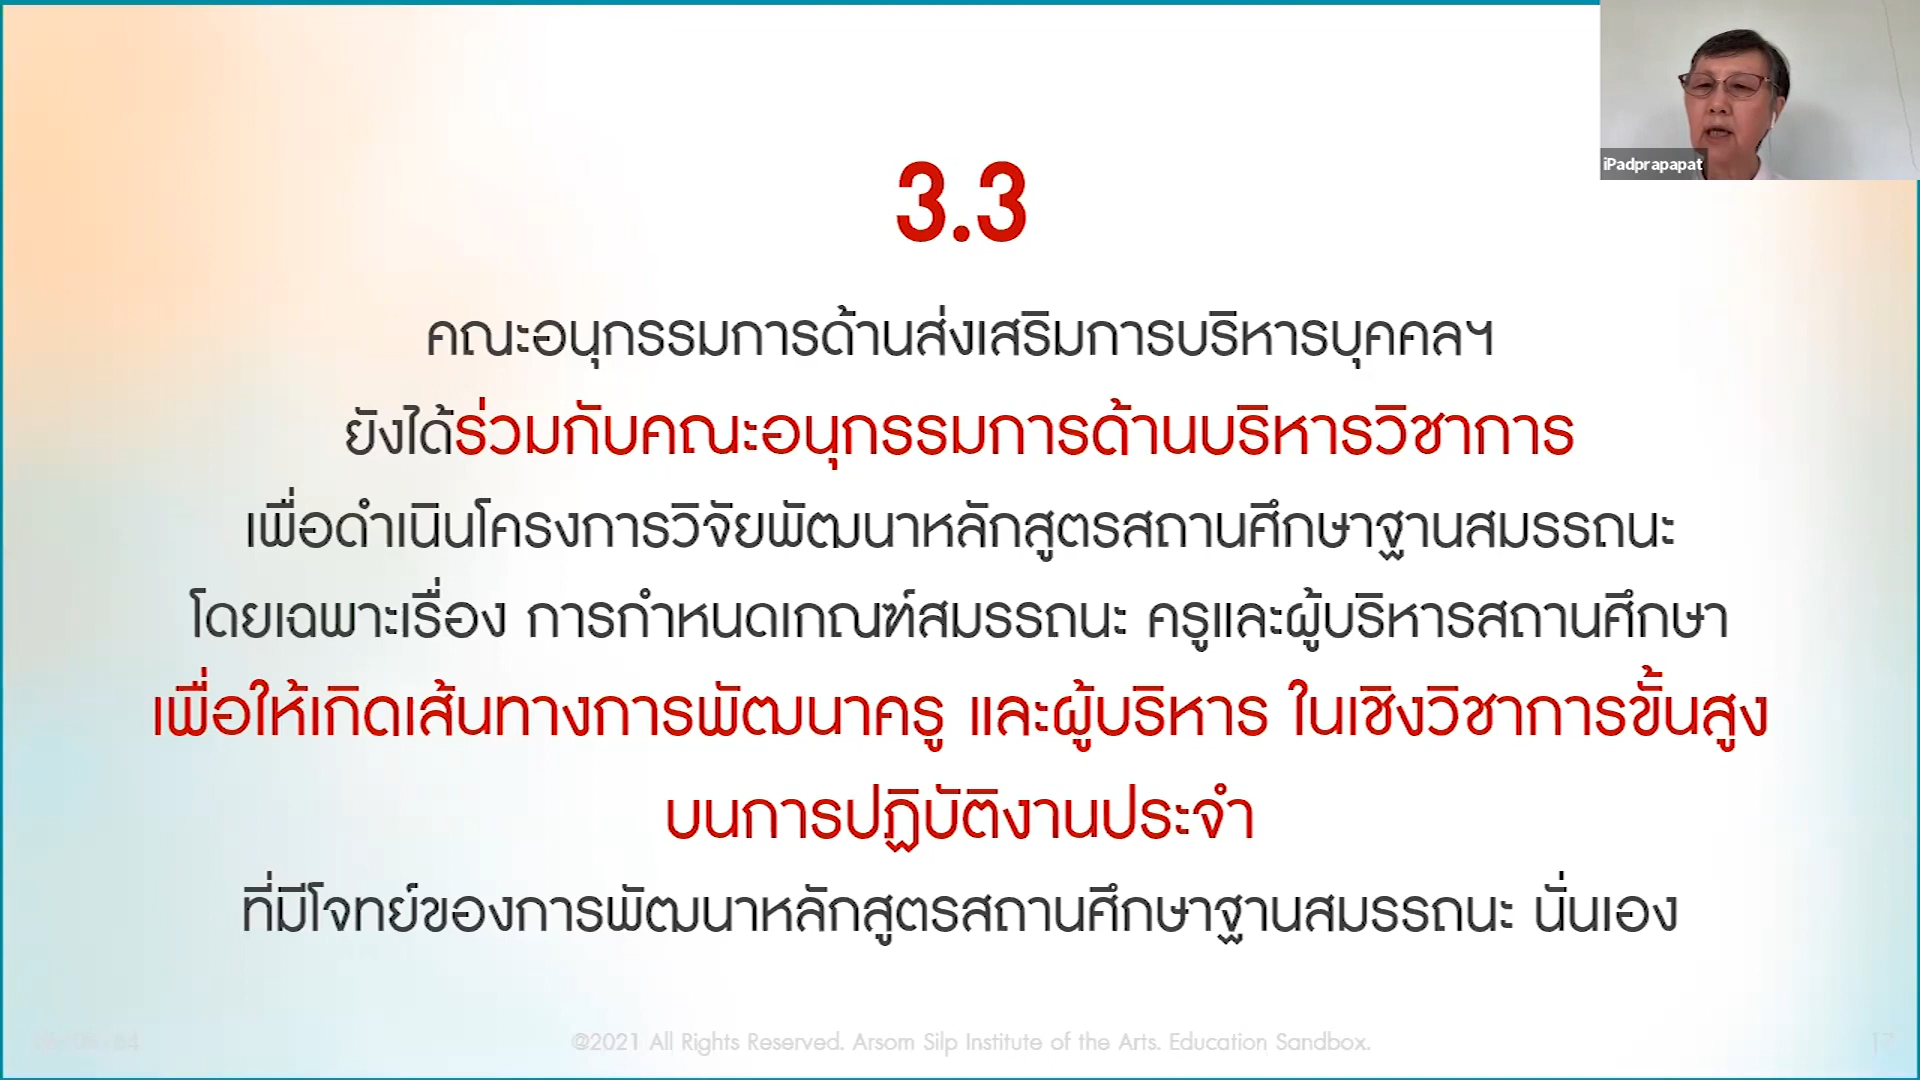 iPadprapapat
3.3
คณะอนุกรรมการด้านส่งเสริมการบริหารบุคคลฯ
ยังได้ร่วมกับคณะอนุกรรมการด้านบริหารวิชาการ
เพื่อดำเนินโครงการวิจัยพัฒนาหลักสูตรสถานศึกษาฐานสมรรถนะ
โดยเฉพาะเรื่อง การกำหนดเกณฑ์สมรรถนะ ครูและผู้บริหารสถานศึกษา
เพื่อให้เกิดเส้นทางการพัฒนาครู และผู้บริหาร ในเชิงวิชาการขั้นสูง
บนการปฏิบัติงานประจำ
ที่มีโจทย์ของการพัฒนาหลักสูตรสถานศึกษาฐานสมรรถนะ นั่นเอง
@2021 All Rights Reserved. Arsom Silp Institute of the Arts. Education Sandbox.